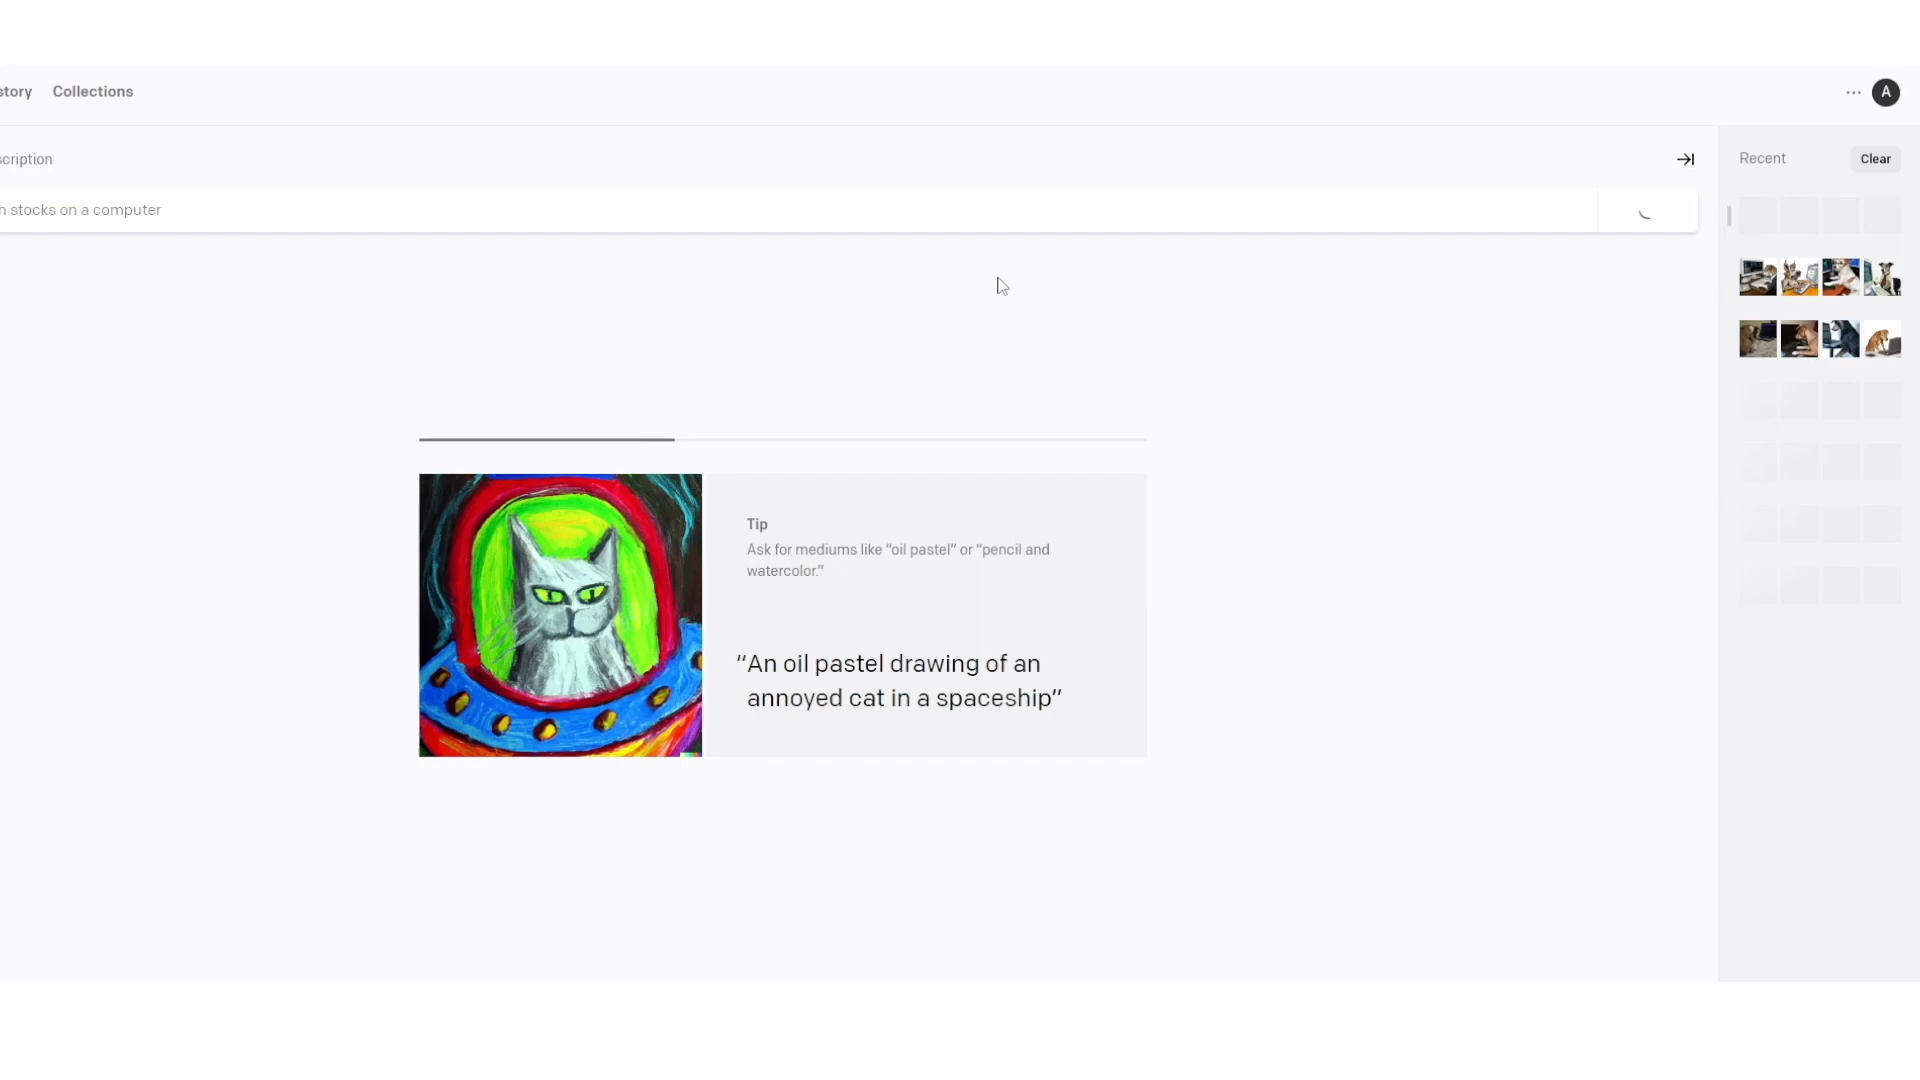 story Collections
A
scription
Recent Clear
n stocks on a computer
Tip
Ask for mediums like “oil pastel” or “pencil and
watercolor.”
“An oil pastel drawing of an
annoyed cat in a spaceship”